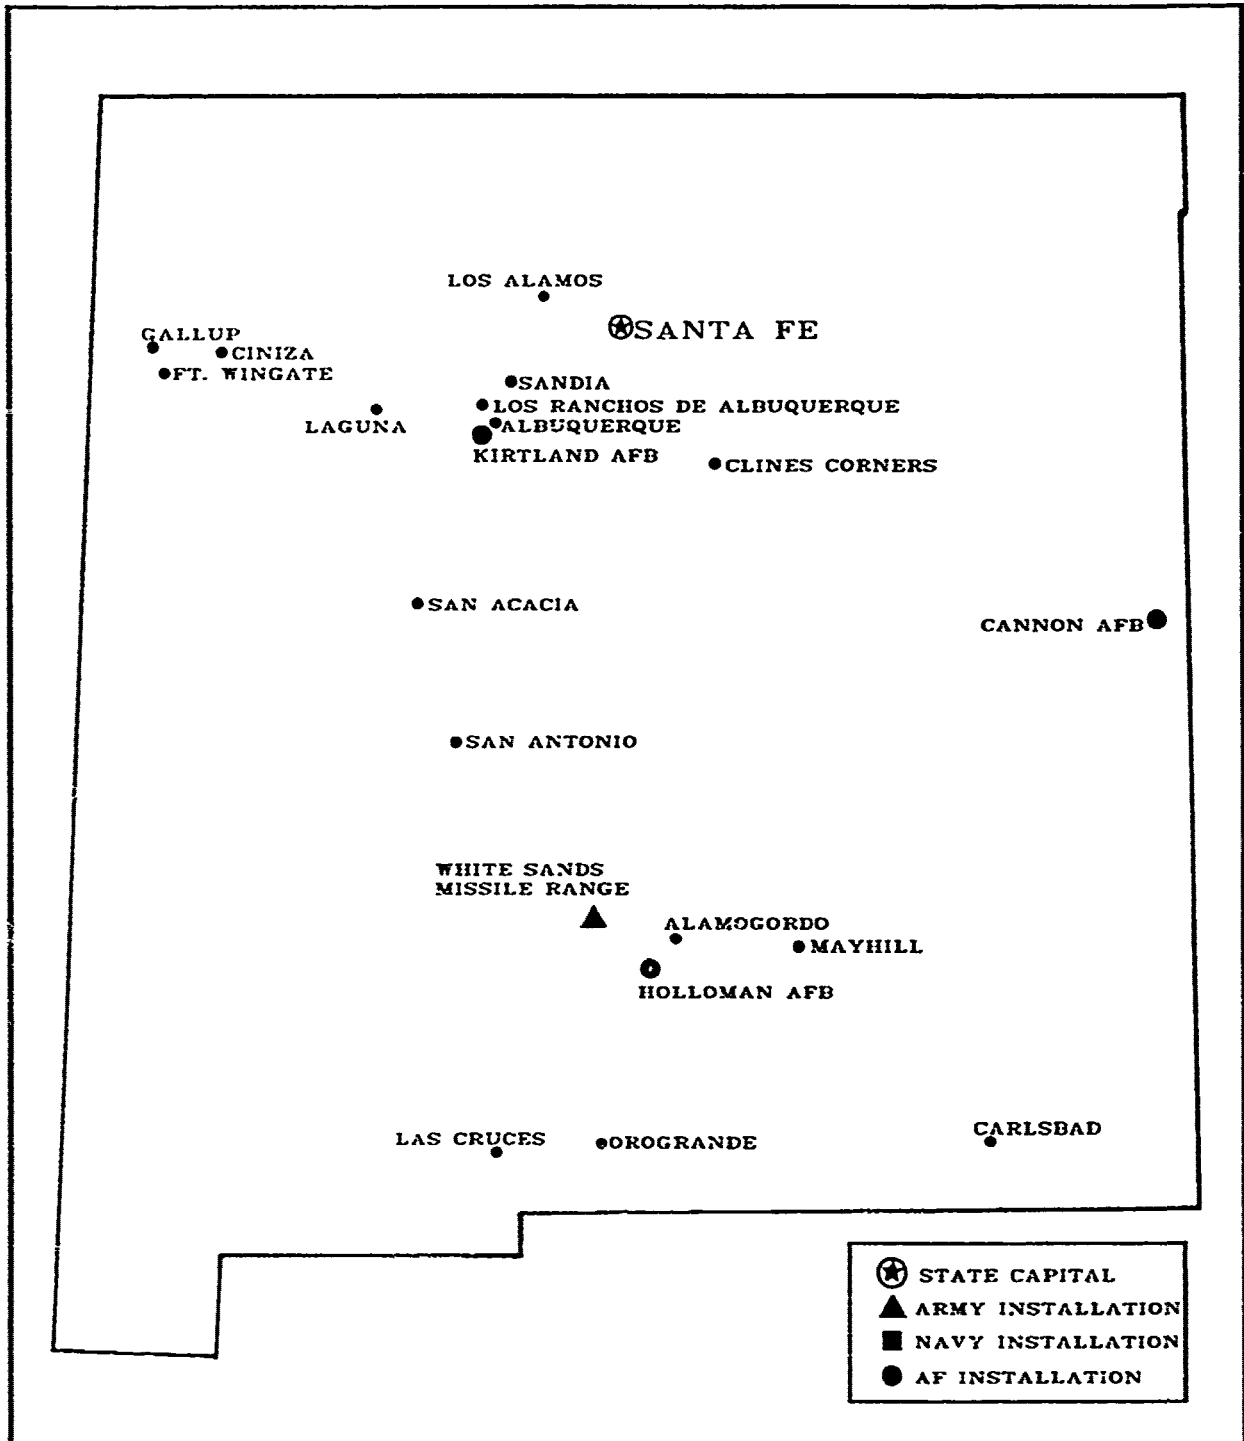 LOS ALAMOS
SANTA FE
GALLUP
CINIZA
FT. WINGATE
SANDIA
LOS RANCHOS DE ALBUQUERQUE
LAGUNA
ALBUQUERQUE
KIRTLAND AFB
CLINES CORNERS
SAN ACACIA
CANNON AFB
SAN ANTONIO
WHITE SANDS
MISSILE RANGE
ALAMOGORDO
MAYHILL
HOLLOMAN AFB
LAS CRUCES
OROGRANDE
CARLSBAD
STATE CAPITAL
ARMY INSTALLATION
NAVY INSTALLATION
AF INSTALLATION